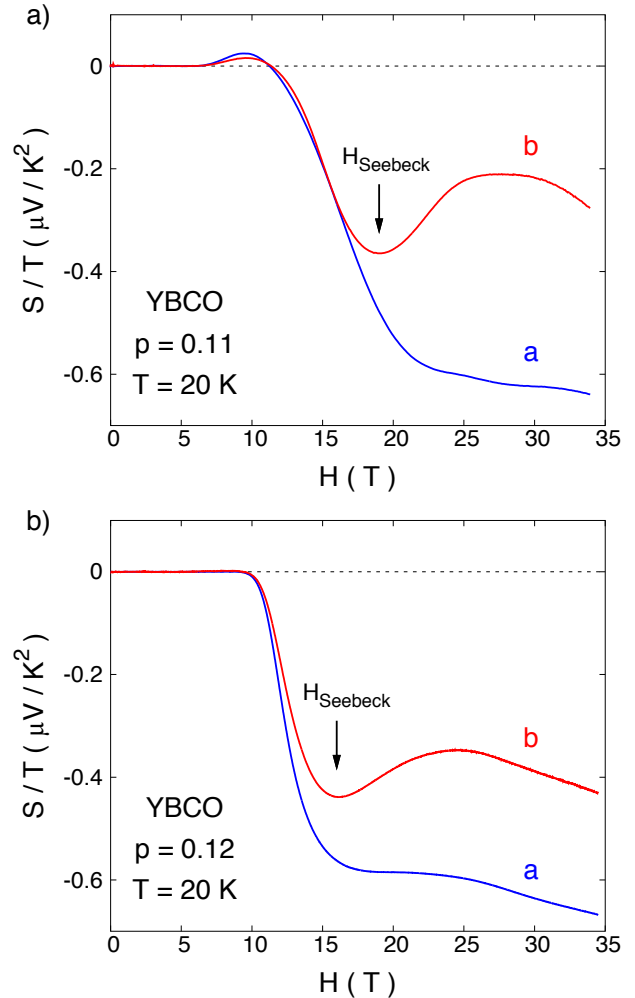 a)
0
-0.2
-0.4
-0.6
S / T ( μV / K2 )
b
HSeebeck
YBCO
p = 0.11
T = 20 K
a
0 5 10 15 20 25 30 35
H ( T )
b)
0
-0.2
-0.4
-0.6
S / T ( μV / K2 )
HSeebeck
b
YBCO
p = 0.12
T = 20 K
a
0 5 10 15 20 25 30 35
H ( T )